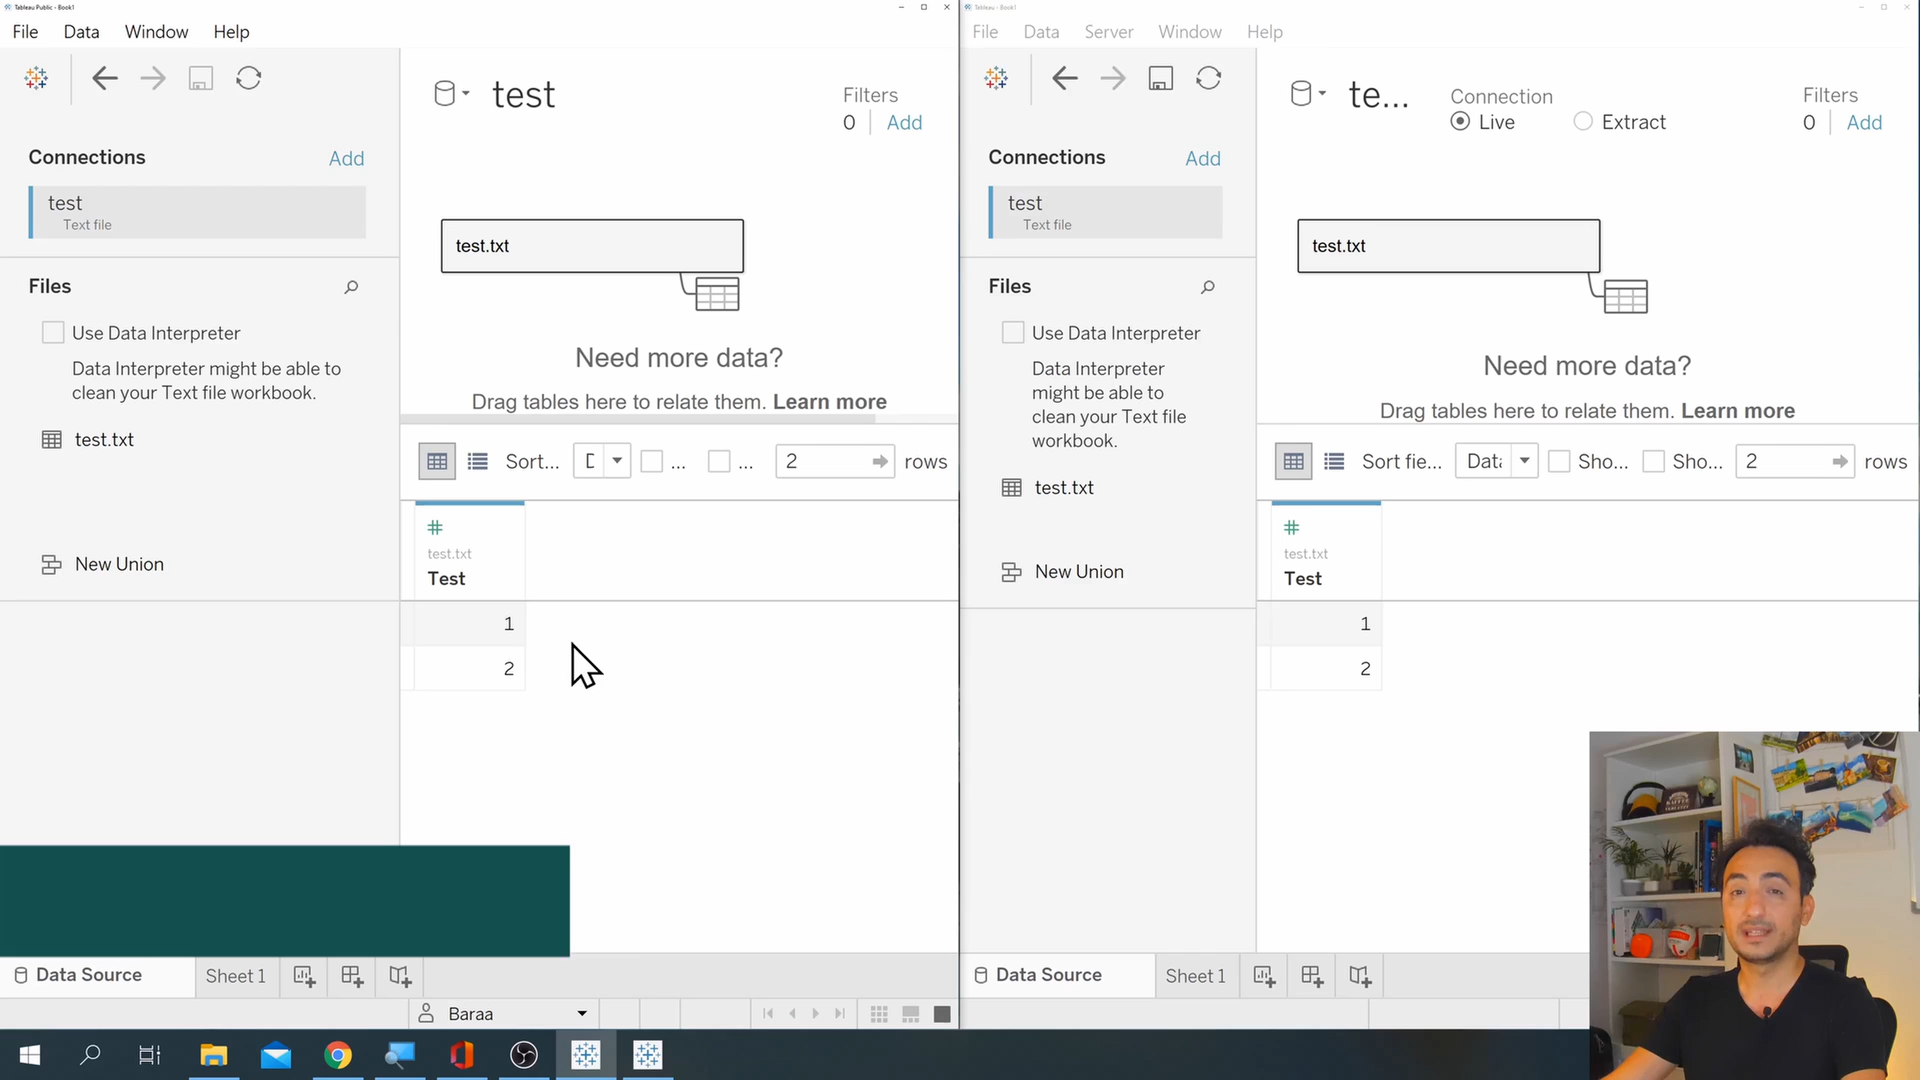 Tableau Public - Book1
File Data Window Help
test
Filters
0 Add
Connections Add
test
Text file
test.txt
Files
Use Data Interpreter
Data Interpreter might be able to
clean your Text file workbook.
test.txt
New Union
Need more data?
Drag tables here to relate them. Learn more
Sort... D ... ... 2 rows
test.txt
Test
1
2
Data Source Sheet 1
Baraa
Tableau - Book1
File Data Server Window Help
te...
Connection
Live Extract
Filters
0 Add
Connections Add
test
Text file
test.txt
Files
Use Data Interpreter
Data Interpreter
might be able to
clean your Text file
workbook.
test.txt
New Union
Need more data?
Drag tables here to relate them. Learn more
Sort fie... Data Sho... Sho... 2 rows
test.txt
Test
1
2
Data Source Sheet 1